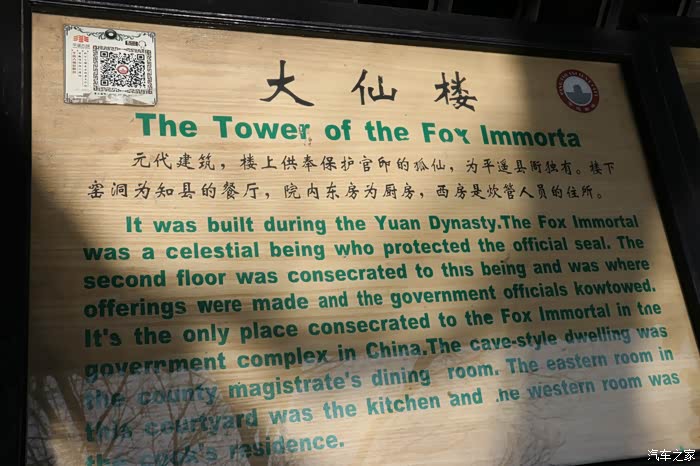 大仙楼
The Tower of the Fox Immorta
元代建筑，楼上供奉保护官印的狐仙，为平遥县衙独有。楼下
窑洞为知县的餐厅，院内东房为厨房，西房是炊管人员的住所。
It was built during the Yuan Dynasty.The Fox Immortal
was a celestial being who protected the official seal. The
second floor was consecrated to this being and was where
offerings were made and the government officials kowtowed.
It's the only place consecrated to the Fox Immortal in the
government complex in China.The cave-style dwelling was
the county magistrate's dining room. The eastern room in
this courtyard was the kitchen and he western room was
the cook's residence.
汽车之家